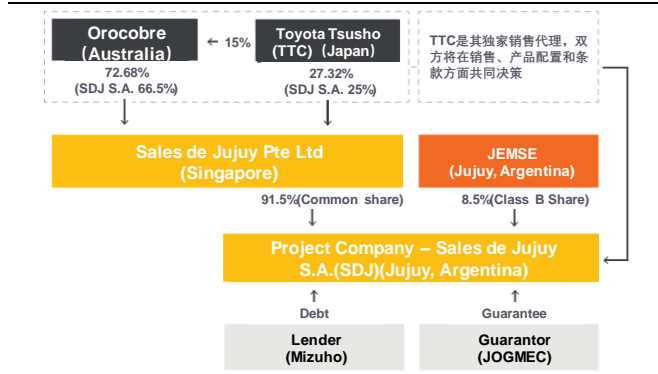 Orocobre
（Australia）
← 15%
Toyota Tsusho
(TTC)（Japan）
TTC是其独家销售代理，双
方将在销售、产品配置和条
款方面共同决策
72.68%
(SDJ S.A. 66.5%)
27.32%
(SDJ S.A. 25%)
Sales de Jujuy Pte Ltd
(Singapore)
JEMSE
(Jujuy, Argentina)
91.5%(Common share)
8.5%(Class B Share)
Project Company – Sales de Jujuy
S.A.(SDJ)(Jujuy, Argentina)
Debt
Guarantee
Lender
(Mizuho)
Guarantor
(JOGMEC)